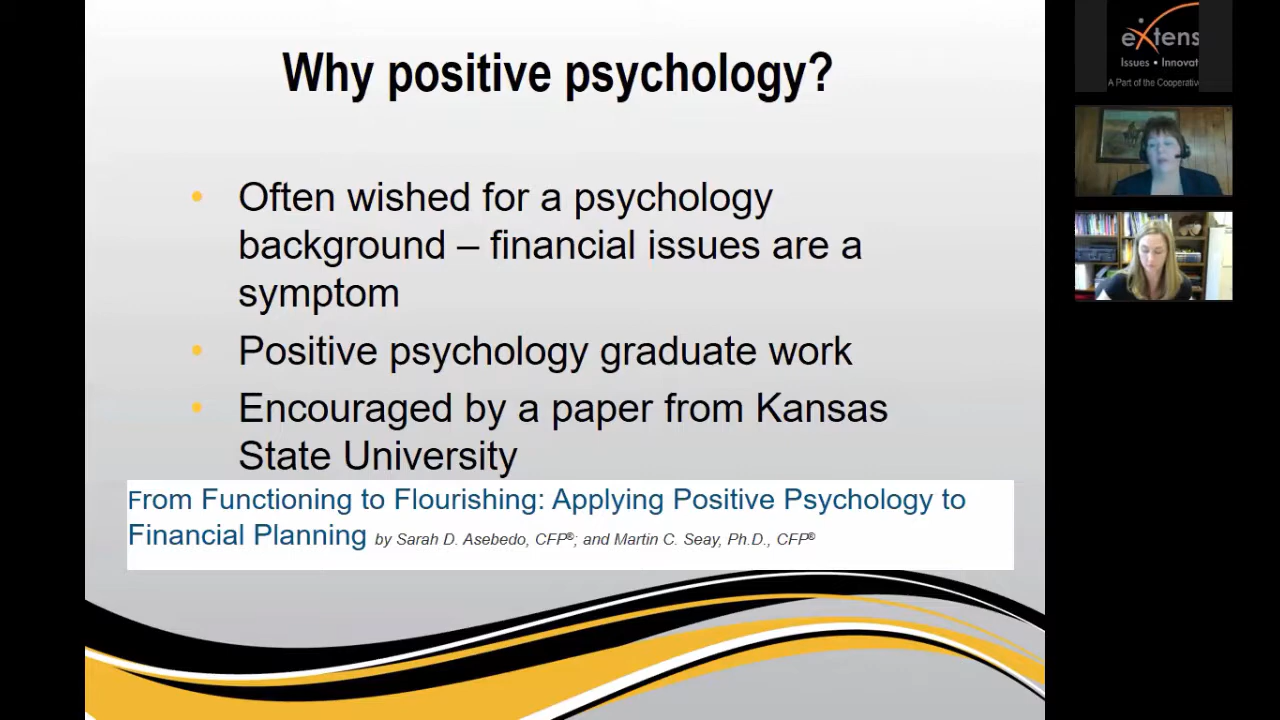 Why positive psychology?
• Often wished for a psychology
background – financial issues are a
symptom
• Positive psychology graduate work
• Encouraged by a paper from Kansas
State University
From Functioning to Flourishing: Applying Positive Psychology to
Financial Planning by Sarah D. Asebedo, CFP®; and Martin C. Seay, Ph.D., CFP®
eXtens
Issues • Innovat
A Part of the Cooperative